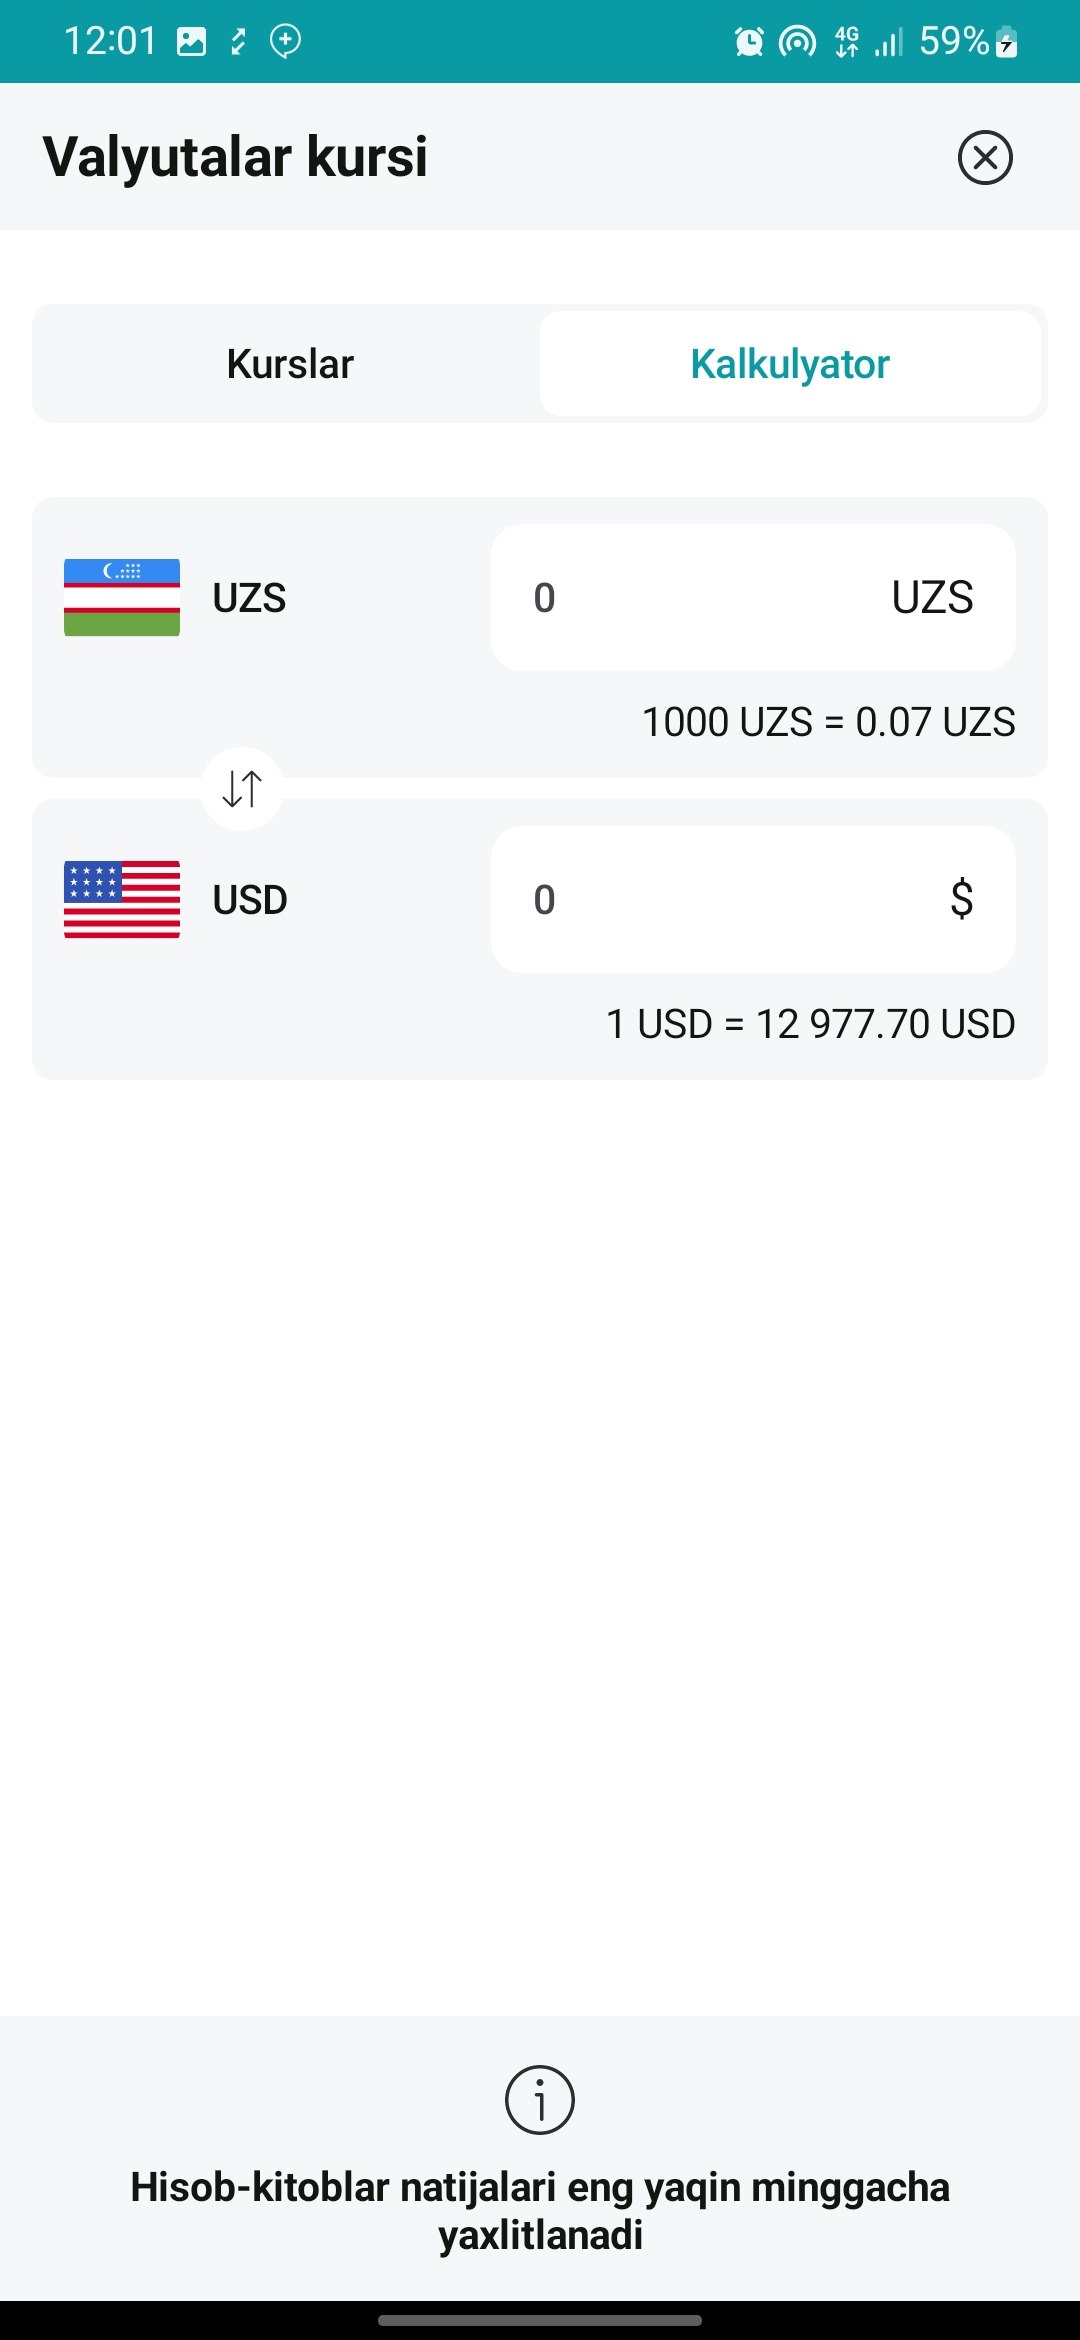 12:01 4G 59%
Valyutalar kursi
Kurslar Kalkulyator
UZS 0 UZS
1000 UZS = 0.07 UZS
USD 0 $
1 USD = 12 977.70 USD
Hisob-kitoblar natijalari eng yaqin minggacha
yaxlitlanadi